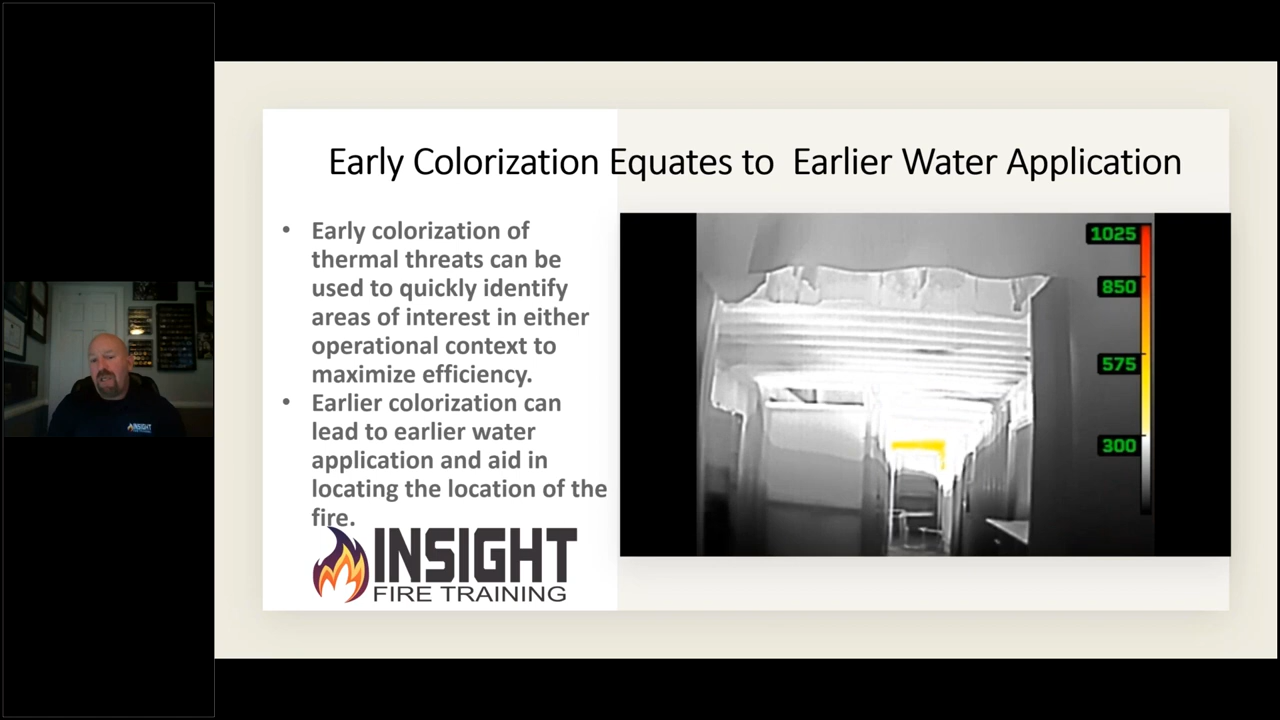 Early Colorization Equates to  Earlier Water Application
• Early colorization of
thermal threats can be
used to quickly identify
areas of interest in either
operational context to
maximize efficiency.
• Earlier colorization can
lead to earlier water
application and aid in
locating the location of the
fire.
INSIGHT
FIRE TRAINING
1025
850
575
300
INSIGHT